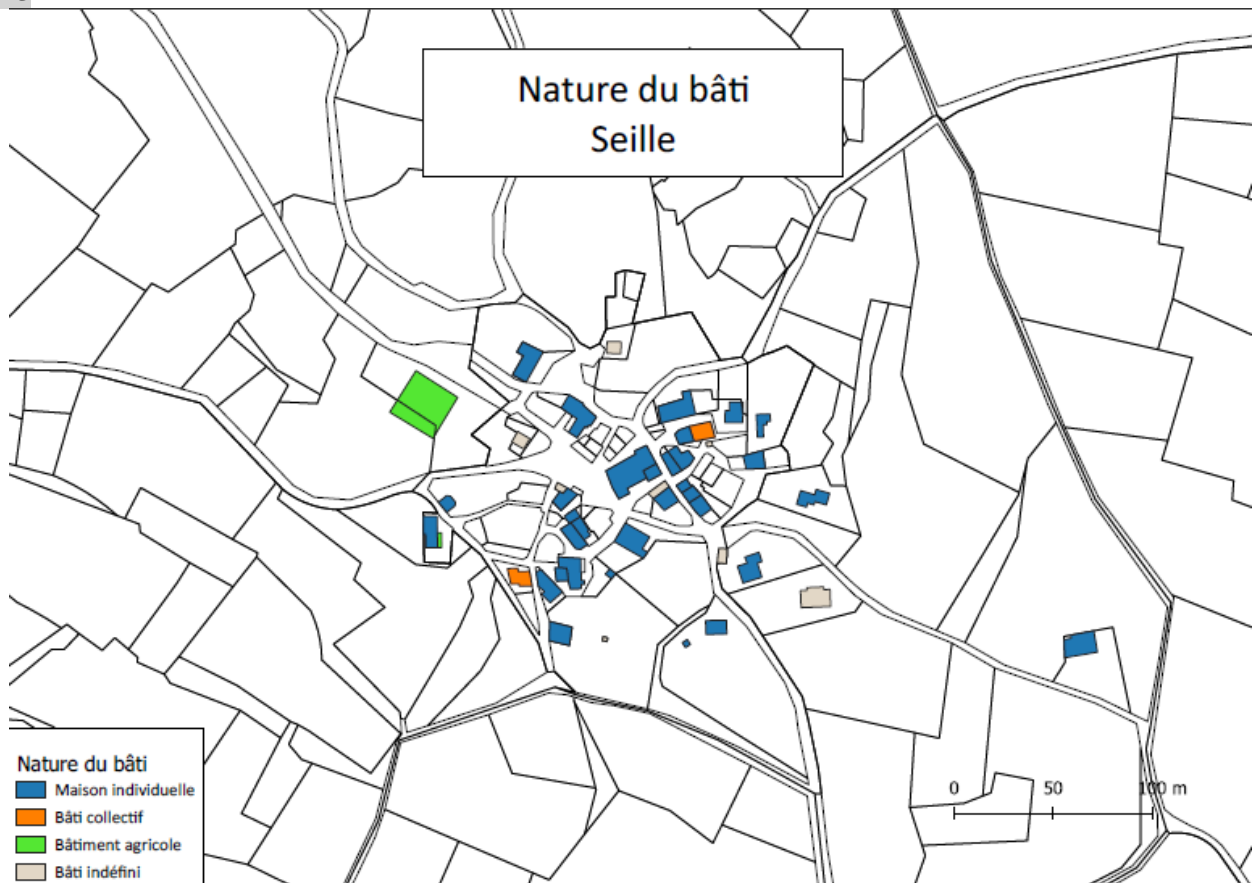 Nature du bâti
Seille
Nature du bâti
Maison individuelle
Bâti collectif
Bâtiment agricole
Bâti indéfini
0 50 100 m